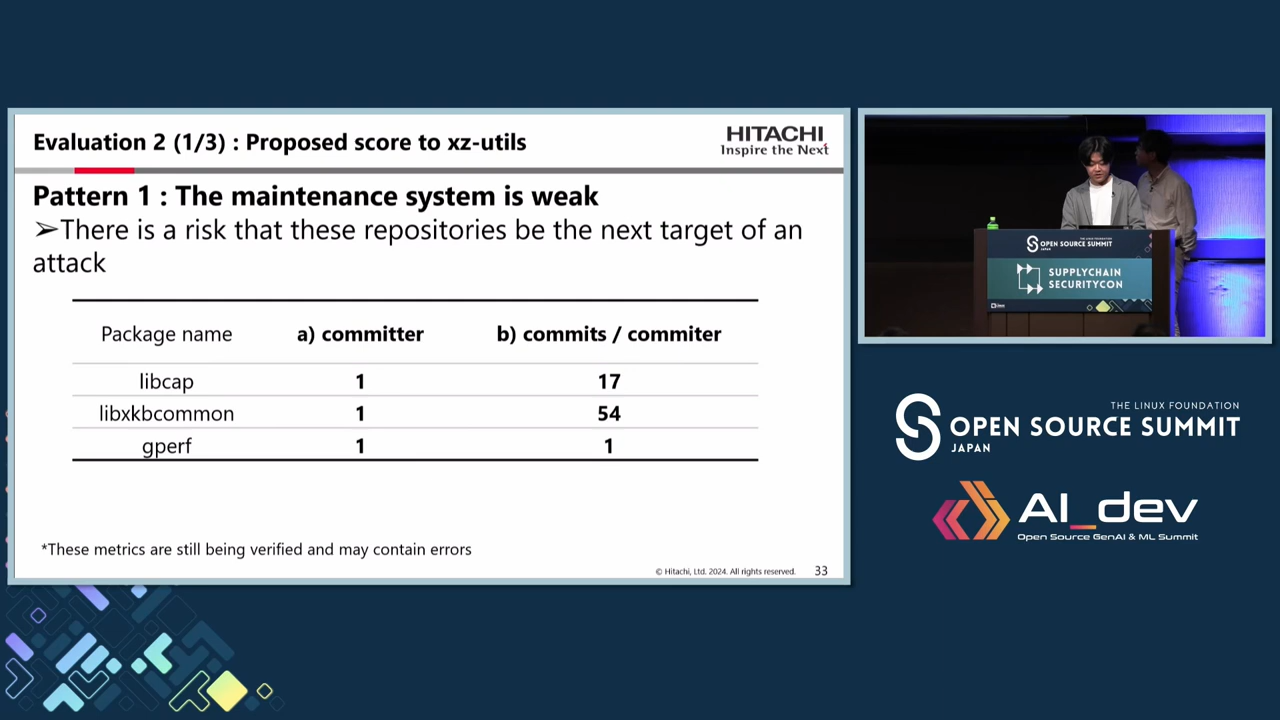 Evaluation 2 (1/3) : Proposed score to xz-utils
HITACHI
Inspire the Next
Pattern 1 : The maintenance system is weak
➢There is a risk that these repositories be the next target of an
attack
Package name a) committer b) commits / commiter
libcap 1 17
libxkbcommon 1 54
gperf 1 1
*These metrics are still being verified and may contain errors
© Hitachi, Ltd. 2024. All rights reserved. 33
THE LINUX FOUNDATION
OPEN SOURCE SUMMIT
JAPAN
SUPPLYCHAIN
SECURITYCON
THE LINUX FOUNDATION
OPEN SOURCE SUMMIT
JAPAN
AI_dev
Open Source GenAI & ML Summit